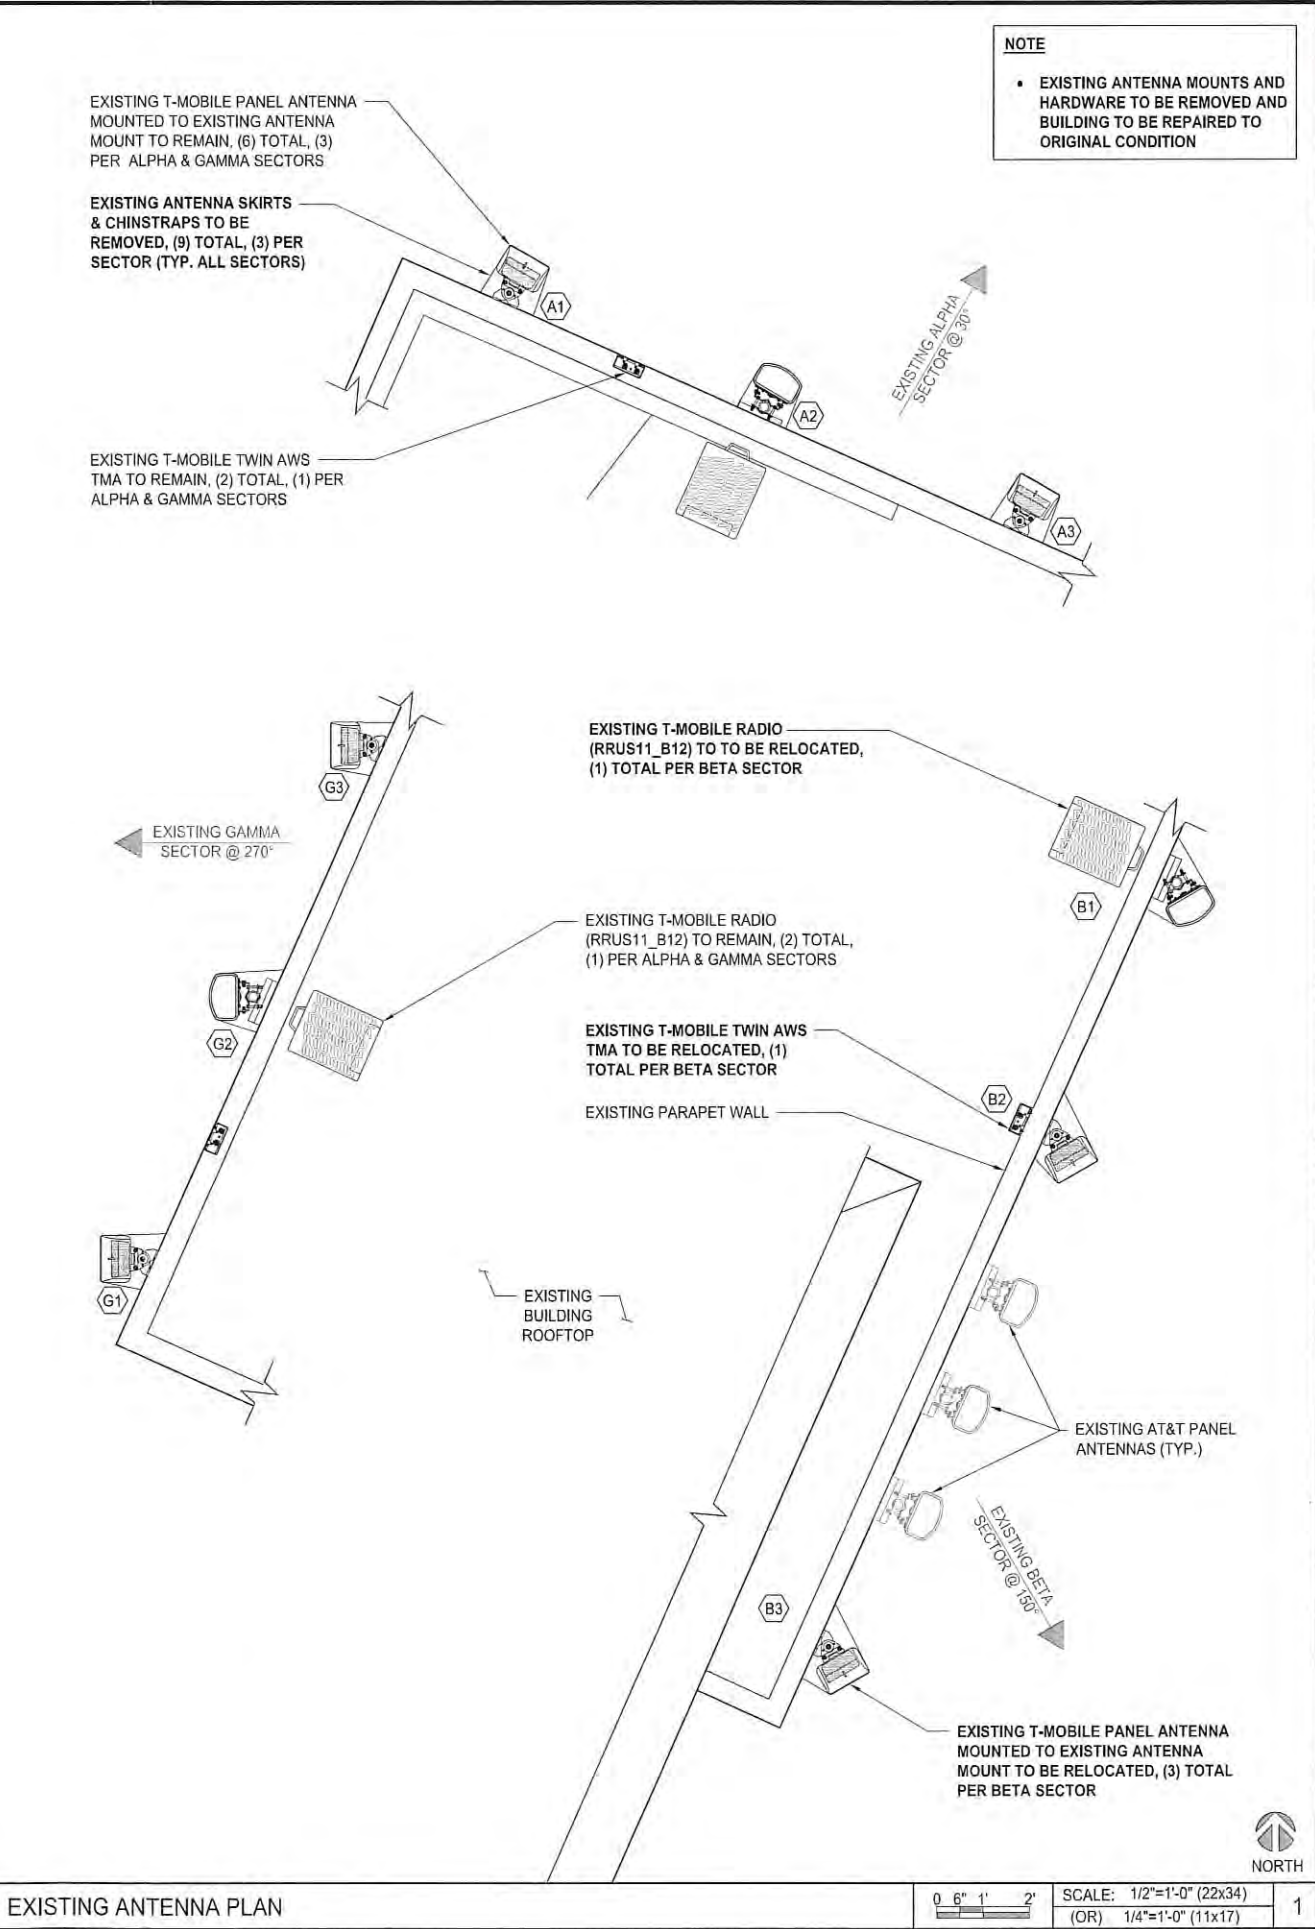 NOTE
• EXISTING ANTENNA MOUNTS AND
HARDWARE TO BE REMOVED AND
BUILDING TO BE REPAIRED TO
ORIGINAL CONDITION
EXISTING T-MOBILE PANEL ANTENNA
MOUNTED TO EXISTING ANTENNA
MOUNT TO REMAIN, (6) TOTAL, (3)
PER ALPHA & GAMMA SECTORS
EXISTING ANTENNA SKIRTS
& CHINSTRAPS TO BE
REMOVED, (9) TOTAL, (3) PER
SECTOR (TYP. ALL SECTORS)
A1
EXISTING ALPHA
SECTOR @ 30°
A2
EXISTING T-MOBILE TWIN AWS
TMA TO REMAIN, (2) TOTAL, (1) PER
ALPHA & GAMMA SECTORS
A3
EXISTING T-MOBILE RADIO
(RRUS11_B12) TO TO BE RELOCATED,
(1) TOTAL PER BETA SECTOR
G3
EXISTING GAMMA
SECTOR @ 270°
B1
EXISTING T-MOBILE RADIO
(RRUS11_B12) TO REMAIN, (2) TOTAL,
(1) PER ALPHA & GAMMA SECTORS
G2
EXISTING T-MOBILE TWIN AWS
TMA TO BE RELOCATED, (1)
TOTAL PER BETA SECTOR
B2
EXISTING PARAPET WALL
G1
EXISTING
BUILDING
ROOFTOP
EXISTING AT&T PANEL
ANTENNAS (TYP.)
EXISTING BETA
SECTOR @ 150°
B3
EXISTING T-MOBILE PANEL ANTENNA
MOUNTED TO EXISTING ANTENNA
MOUNT TO BE RELOCATED, (3) TOTAL
PER BETA SECTOR
NORTH
EXISTING ANTENNA PLAN
0 6" 1' 2'
SCALE: 1/2"=1'-0" (22x34)
(OR) 1/4"=1'-0" (11x17)
1